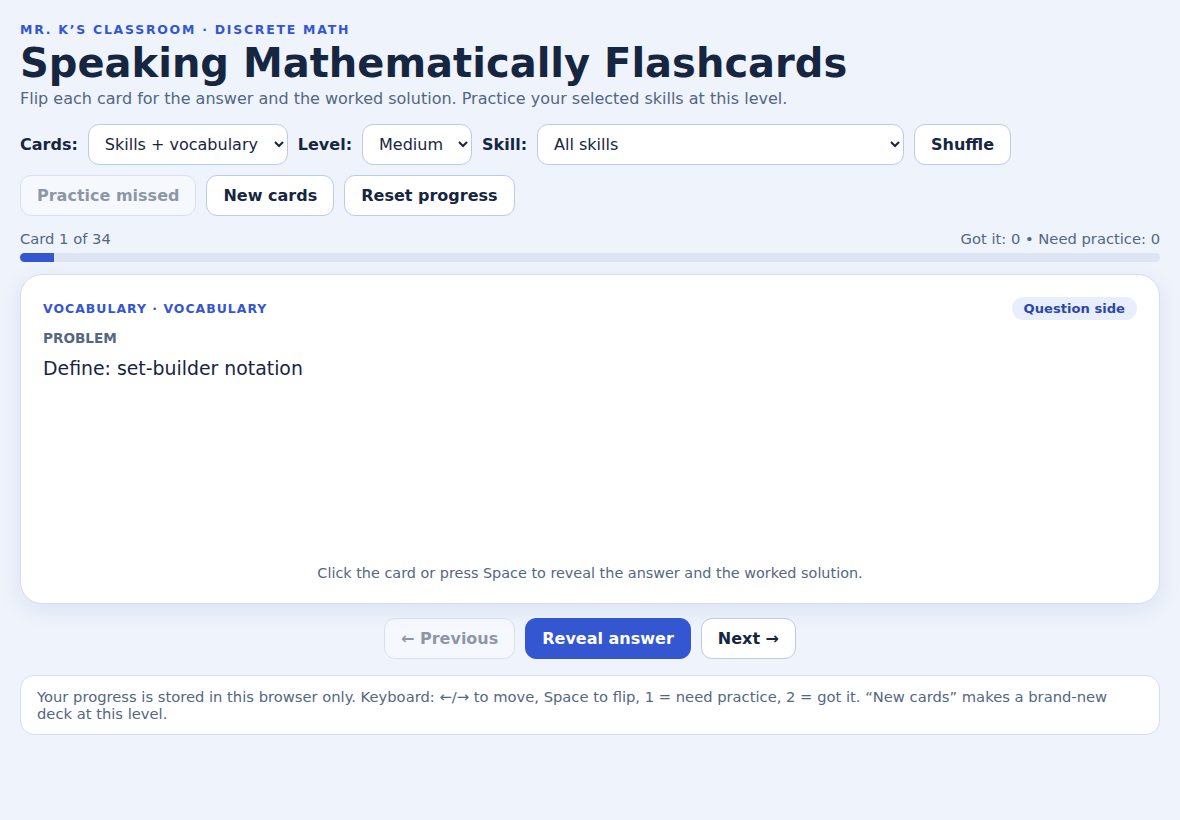 MR. K’S CLASSROOM · DISCRETE MATH
Speaking Mathematically Flashcards
Flip each card for the answer and the worked solution. Practice your selected skills at this level.
Cards: Skills + vocabulary Level: Medium Skill: All skills Shuffle
Practice missed New cards Reset progress
Card 1 of 34 Got it: 0 • Need practice: 0
VOCABULARY · VOCABULARY Question side
PROBLEM
Define: set-builder notation
Click the card or press Space to reveal the answer and the worked solution.
← Previous Reveal answer Next →
Your progress is stored in this browser only. Keyboard: ←/→ to move, Space to flip, 1 = need practice, 2 = got it. “New cards” makes a brand-new
deck at this level.